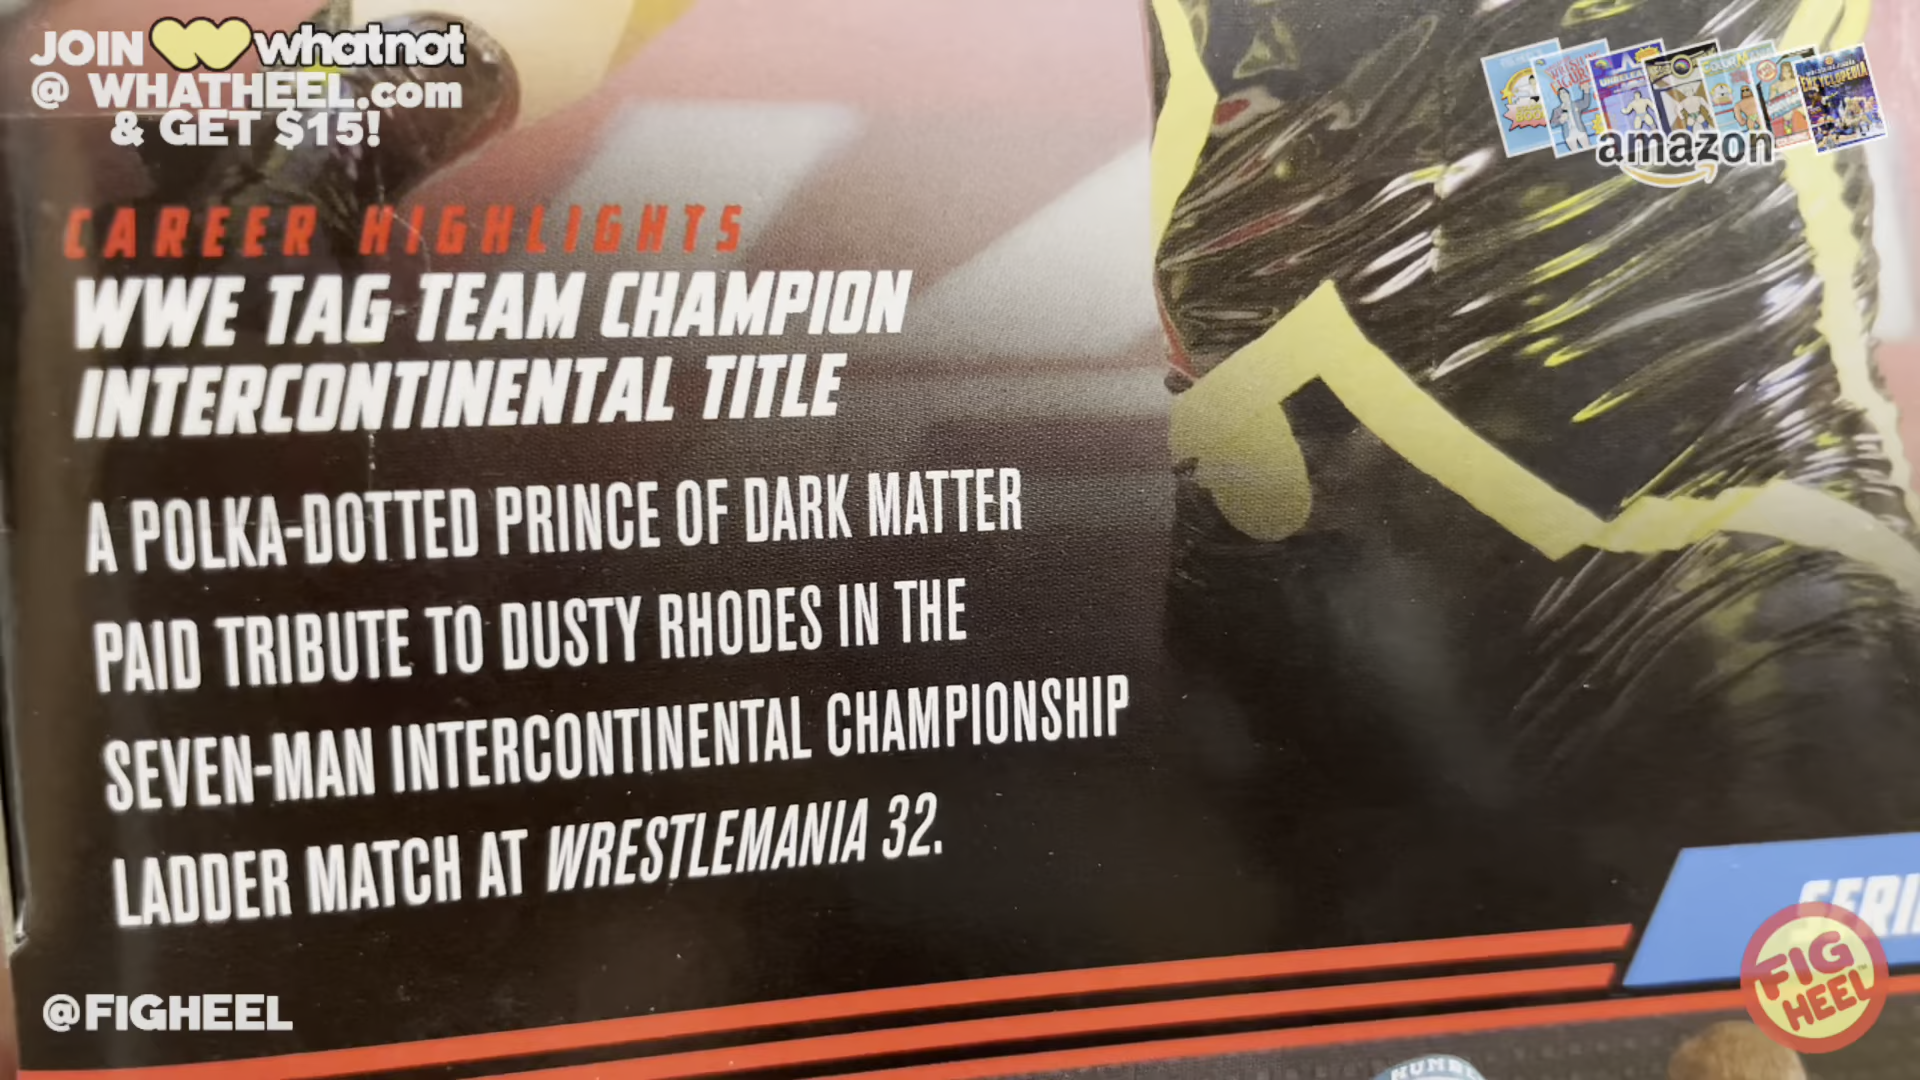 JOIN whatnot
@ WHATHEEL.com
& GET $15!
amazon
ENCYCLOPEDIA
CAREER HIGHLIGHTS
WWE TAG TEAM CHAMPION
INTERCONTINENTAL TITLE
A POLKA-DOTTED PRINCE OF DARK MATTER
PAID TRIBUTE TO DUSTY RHODES IN THE
SEVEN-MAN INTERCONTINENTAL CHAMPIONSHIP
LADDER MATCH AT WRESTLEMANIA 32.
@FIGHEEL
FIG
HEEL